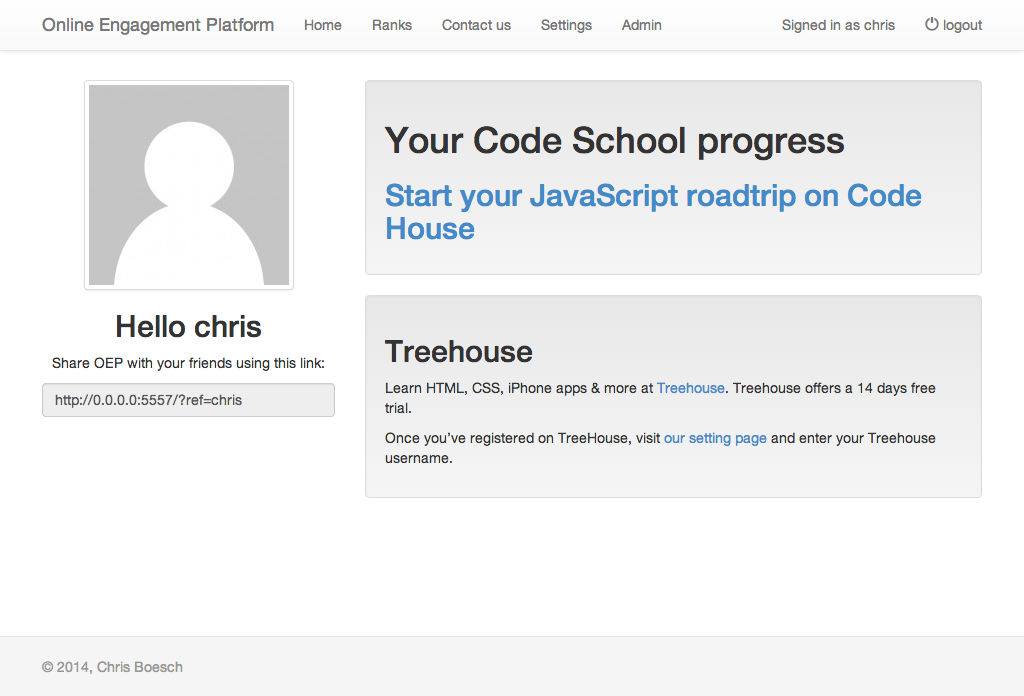 Online Engagement Platform Home Ranks Contact us Settings Admin Signed in as chris logout
Hello chris
Share OEP with your friends using this link:
http://0.0.0.0:5557/?ref=chris
Your Code School progress
Start your JavaScript roadtrip on Code
House
Treehouse
Learn HTML, CSS, iPhone apps & more at Treehouse. Treehouse offers a 14 days free
trial.
Once you’ve registered on TreeHouse, visit our setting page and enter your Treehouse
username.
© 2014, Chris Boesch